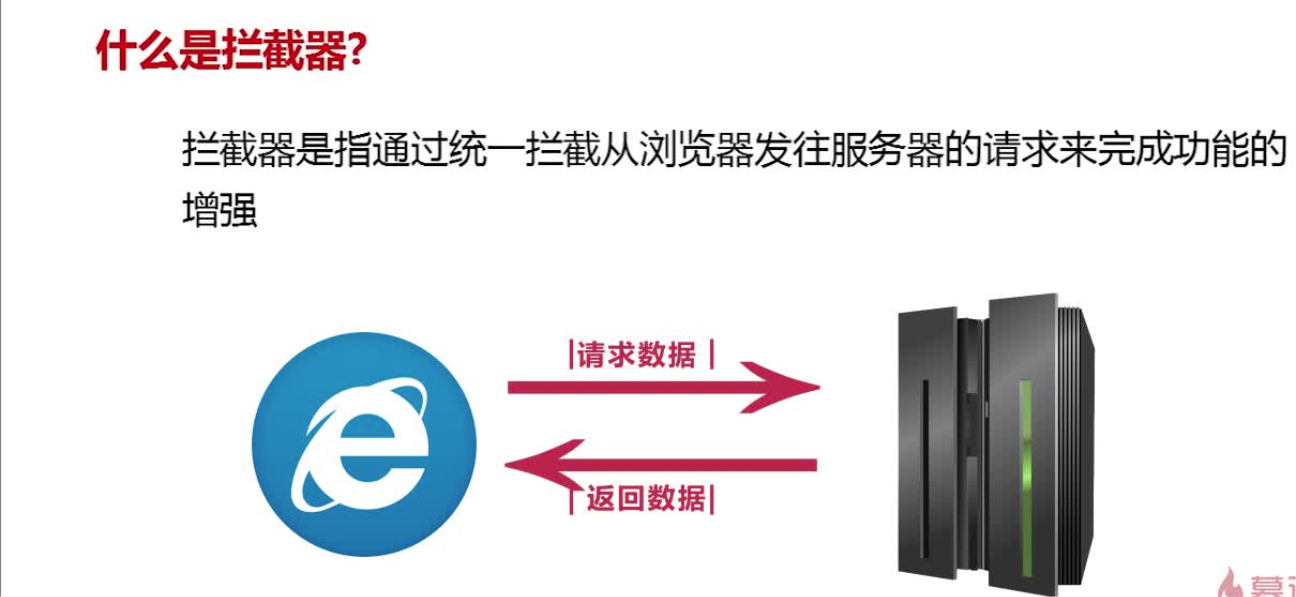 什么是拦截器?
拦截器是指通过统一拦截从浏览器发往服务器的请求来完成功能的
增强
|请求数据 |
| 返回数据|